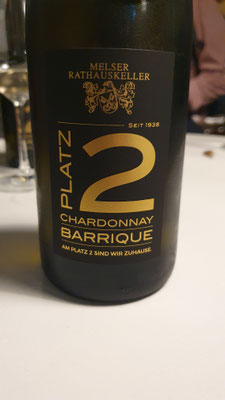 MELSER
RATHAUSKELLER
SEIT 1938
PLATZ
2
CHARDONNAY
BARRIQUE
AM PLATZ 2 SIND WIR ZUHAUSE.